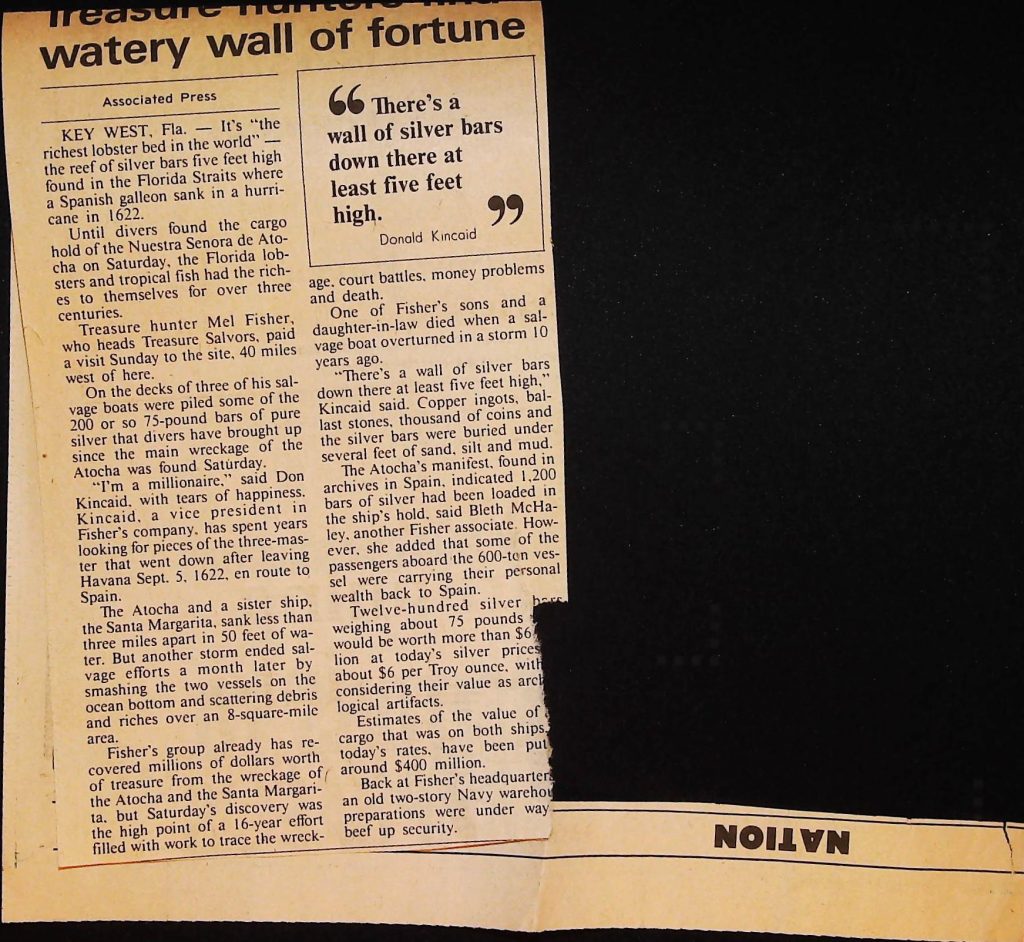 Treasure hunters find
watery wall of fortune
Associated Press
KEY WEST, Fla. — It's "the
richest lobster bed in the world" —
the reef of silver bars five feet high
found in the Florida Straits where
a Spanish galleon sank in a hurri-
cane in 1622.
Until divers found the cargo
hold of the Nuestra Senora de Ato-
cha on Saturday, the Florida lob-
sters and tropical fish had the rich-
es to themselves for over three
centuries.
Treasure hunter Mel Fisher,
who heads Treasure Salvors, paid
a visit Sunday to the site, 40 miles
west of here.
On the decks of three of his sal-
vage boats were piled some of the
200 or so 75-pound bars of pure
silver that divers have brought up
since the main wreckage of the
Atocha was found Saturday.
"I'm a millionaire," said Don
Kincaid, with tears of happiness.
Kincaid, a vice president in
Fisher's company, has spent years
looking for pieces of the three-mas-
ter that went down after leaving
Havana Sept. 5, 1622, en route to
Spain.
The Atocha and a sister ship,
the Santa Margarita, sank less than
three miles apart in 50 feet of wa-
ter. But another storm ended sal-
vage efforts a month later by
smashing the two vessels on the
ocean bottom and scattering debris
and riches over an 8-square-mile
area.
Fisher's group already has re-
covered millions of dollars worth
of treasure from the wreckage of
the Atocha and the Santa Margari-
ta, but Saturday's discovery was
the high point of a 16-year effort
filled with work to trace the wreck-
“ There's a
wall of silver bars
down there at
least five feet
high. ”
Donald Kincaid
age, court battles, money problems
and death.
One of Fisher's sons and a
daughter-in-law died when a sal-
vage boat overturned in a storm 10
years ago.
"There's a wall of silver bars
down there at least five feet high,"
Kincaid said. Copper ingots, bal-
last stones, thousand of coins and
the silver bars were buried under
several feet of sand, silt and mud.
The Atocha's manifest, found in
archives in Spain, indicated 1,200
bars of silver had been loaded in
the ship's hold, said Bleth McHa-
ley, another Fisher associate. How-
ever, she added that some of the
passengers aboard the 600-ton ves-
sel were carrying their personal
wealth back to Spain.
Twelve-hundred silver bars
weighing about 75 pounds
would be worth more than $6
lion at today's silver prices
about $6 per Troy ounce, with
considering their value as arch
logical artifacts.
Estimates of the value of
cargo that was on both ships,
today's rates, have been put
around $400 million.
Back at Fisher's headquarters
an old two-story Navy warehou
preparations were under way
beef up security.
NATION